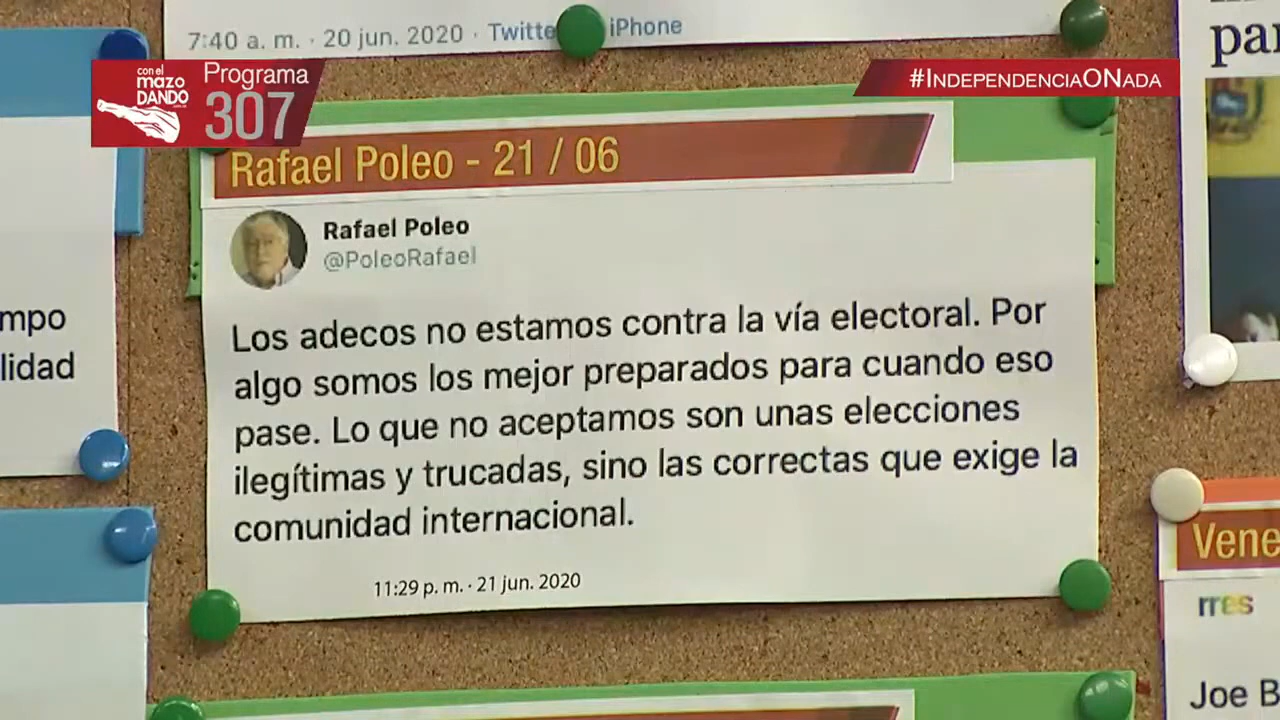 7:40 a. m. · 20 jun. 2020 · Twitte iPhone
con el
mazo
DANDO
Programa
307
#INDEPENDENCIAONADA
Rafael Poleo - 21 / 06
Rafael Poleo
@PoleoRafael
Los adecos no estamos contra la vía electoral. Por
algo somos los mejor preparados para cuando eso
pase. Lo que no aceptamos son unas elecciones
ilegítimas y trucadas, sino las correctas que exige la
comunidad internacional.
11:29 p. m. · 21 jun. 2020
mpo
lidad
par
Vene
rres
Joe B